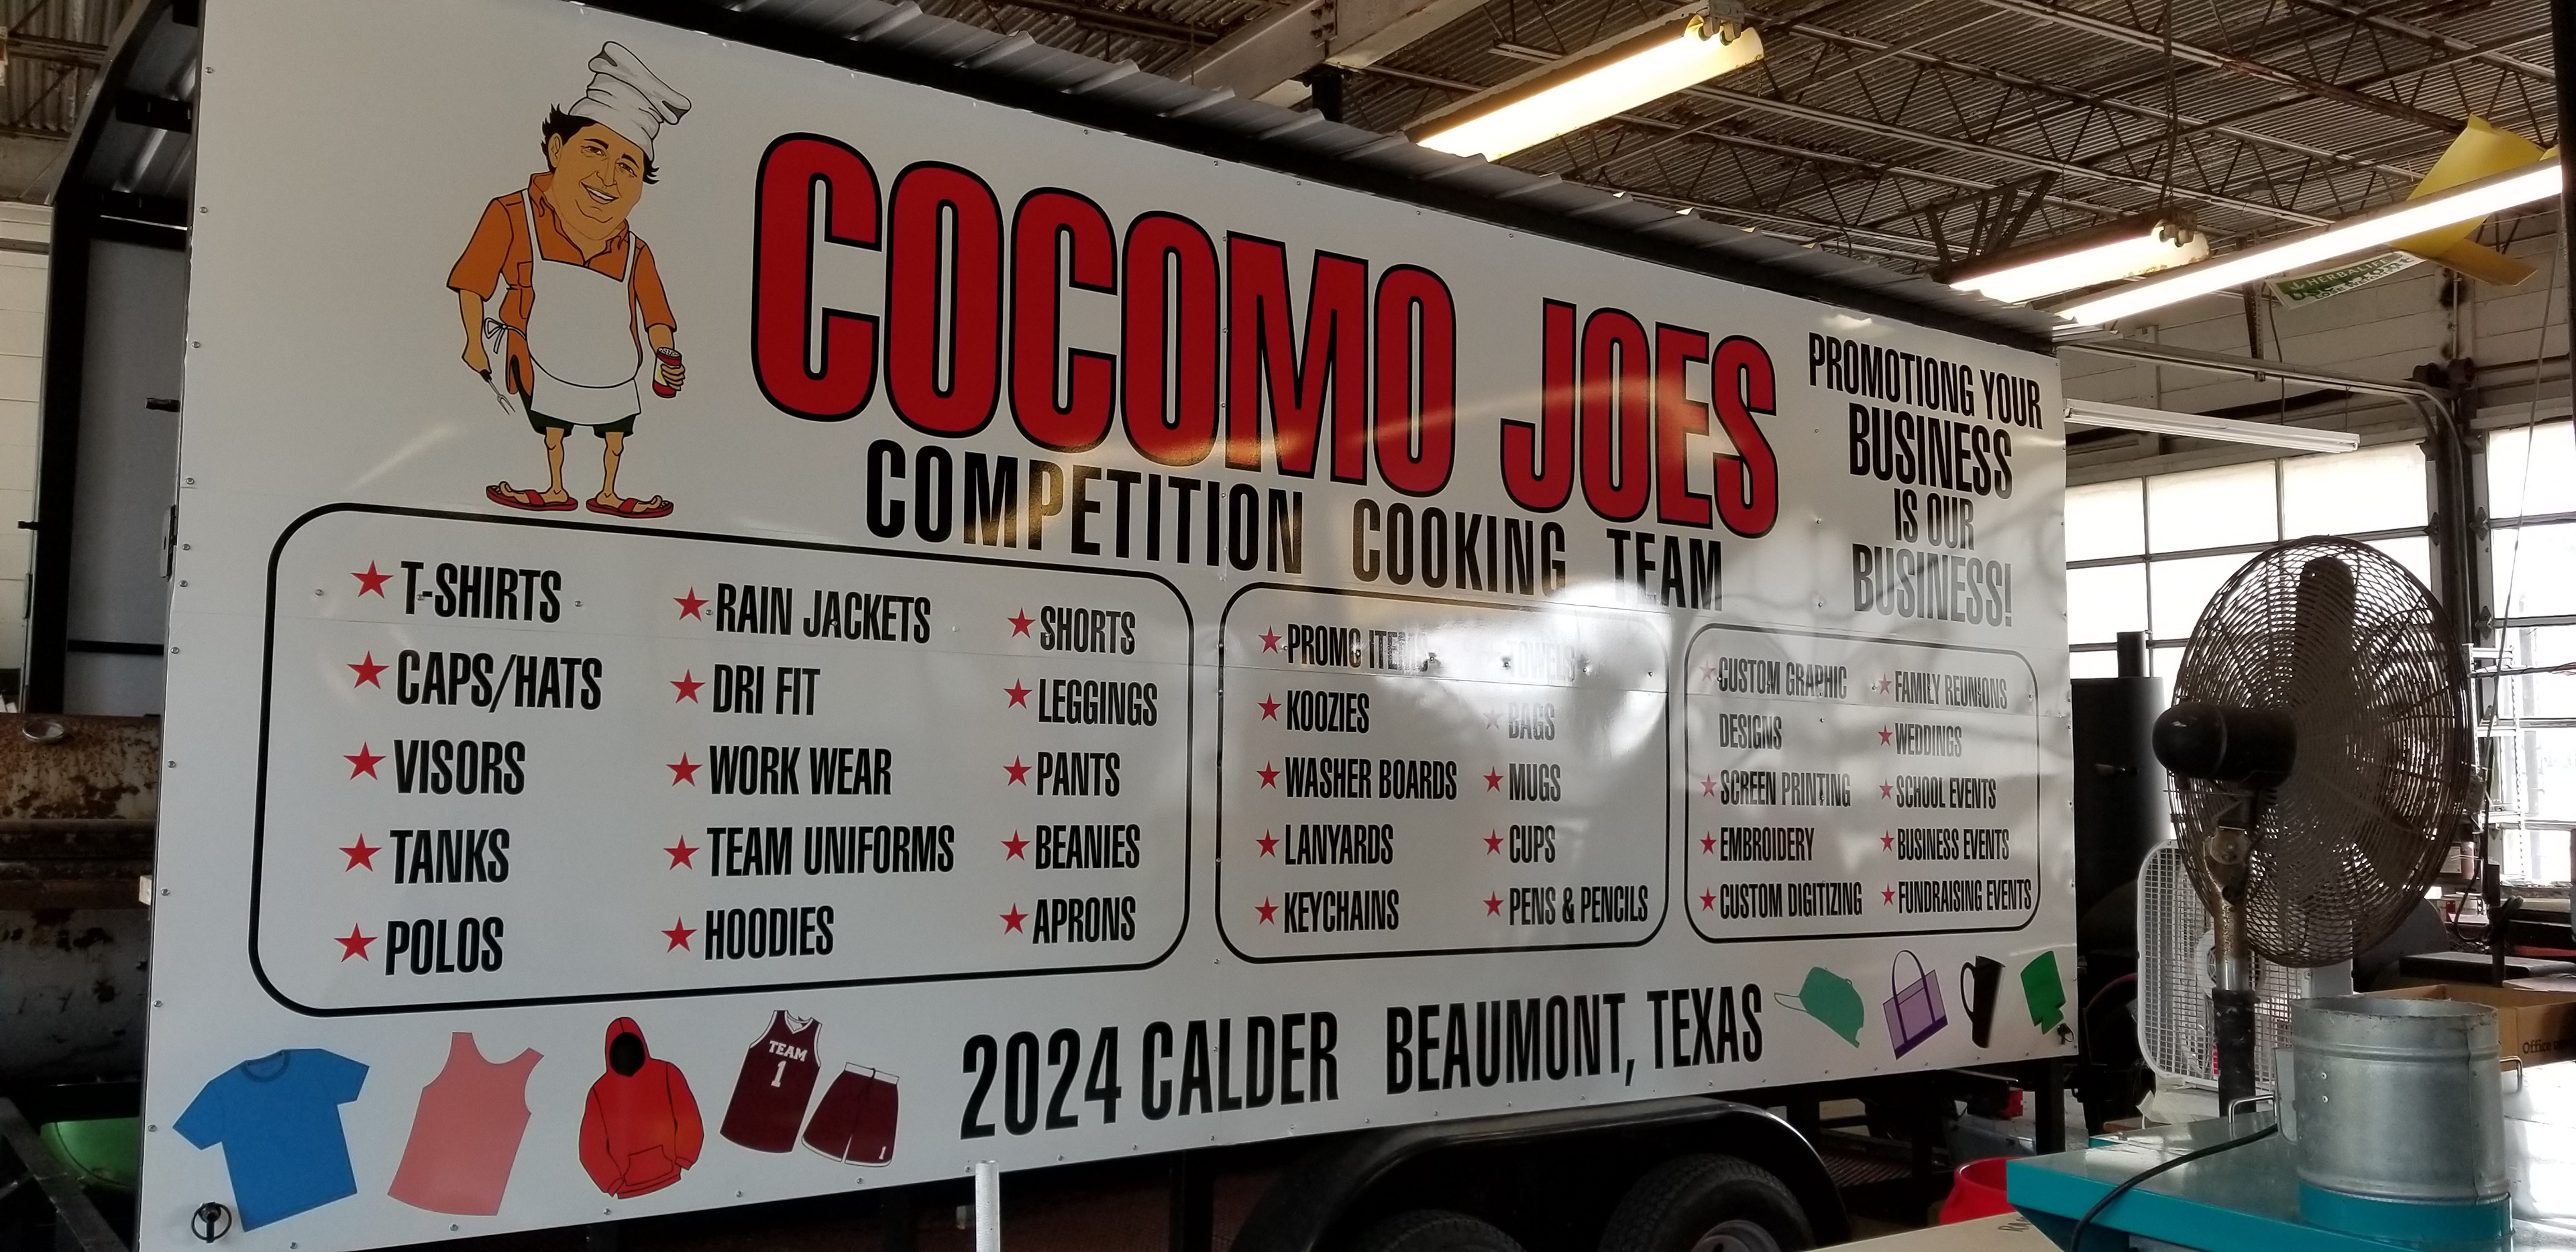 COCOMO JOES
COMPETITION COOKING TEAM
PROMOTIONG YOUR
BUSINESS
IS OUR
BUSINESS!
T-SHIRTS
CAPS/HATS
VISORS
TANKS
POLOS
RAIN JACKETS
DRI FIT
WORK WEAR
TEAM UNIFORMS
HOODIES
SHORTS
LEGGINGS
PANTS
BEANIES
APRONS
PROMO ITEMS
KOOZIES
WASHER BOARDS
LANYARDS
KEYCHAINS
TOWELS
BAGS
MUGS
CUPS
PENS & PENCILS
CUSTOM GRAPHIC
DESIGNS
SCREEN PRINTING
EMBROIDERY
CUSTOM DIGITIZING
FAMILY REUNIONS
WEDDINGS
SCHOOL EVENTS
BUSINESS EVENTS
FUNDRAISING EVENTS
TEAM
1
1
2024 CALDER BEAUMONT, TEXAS
HERBALIFE
Office